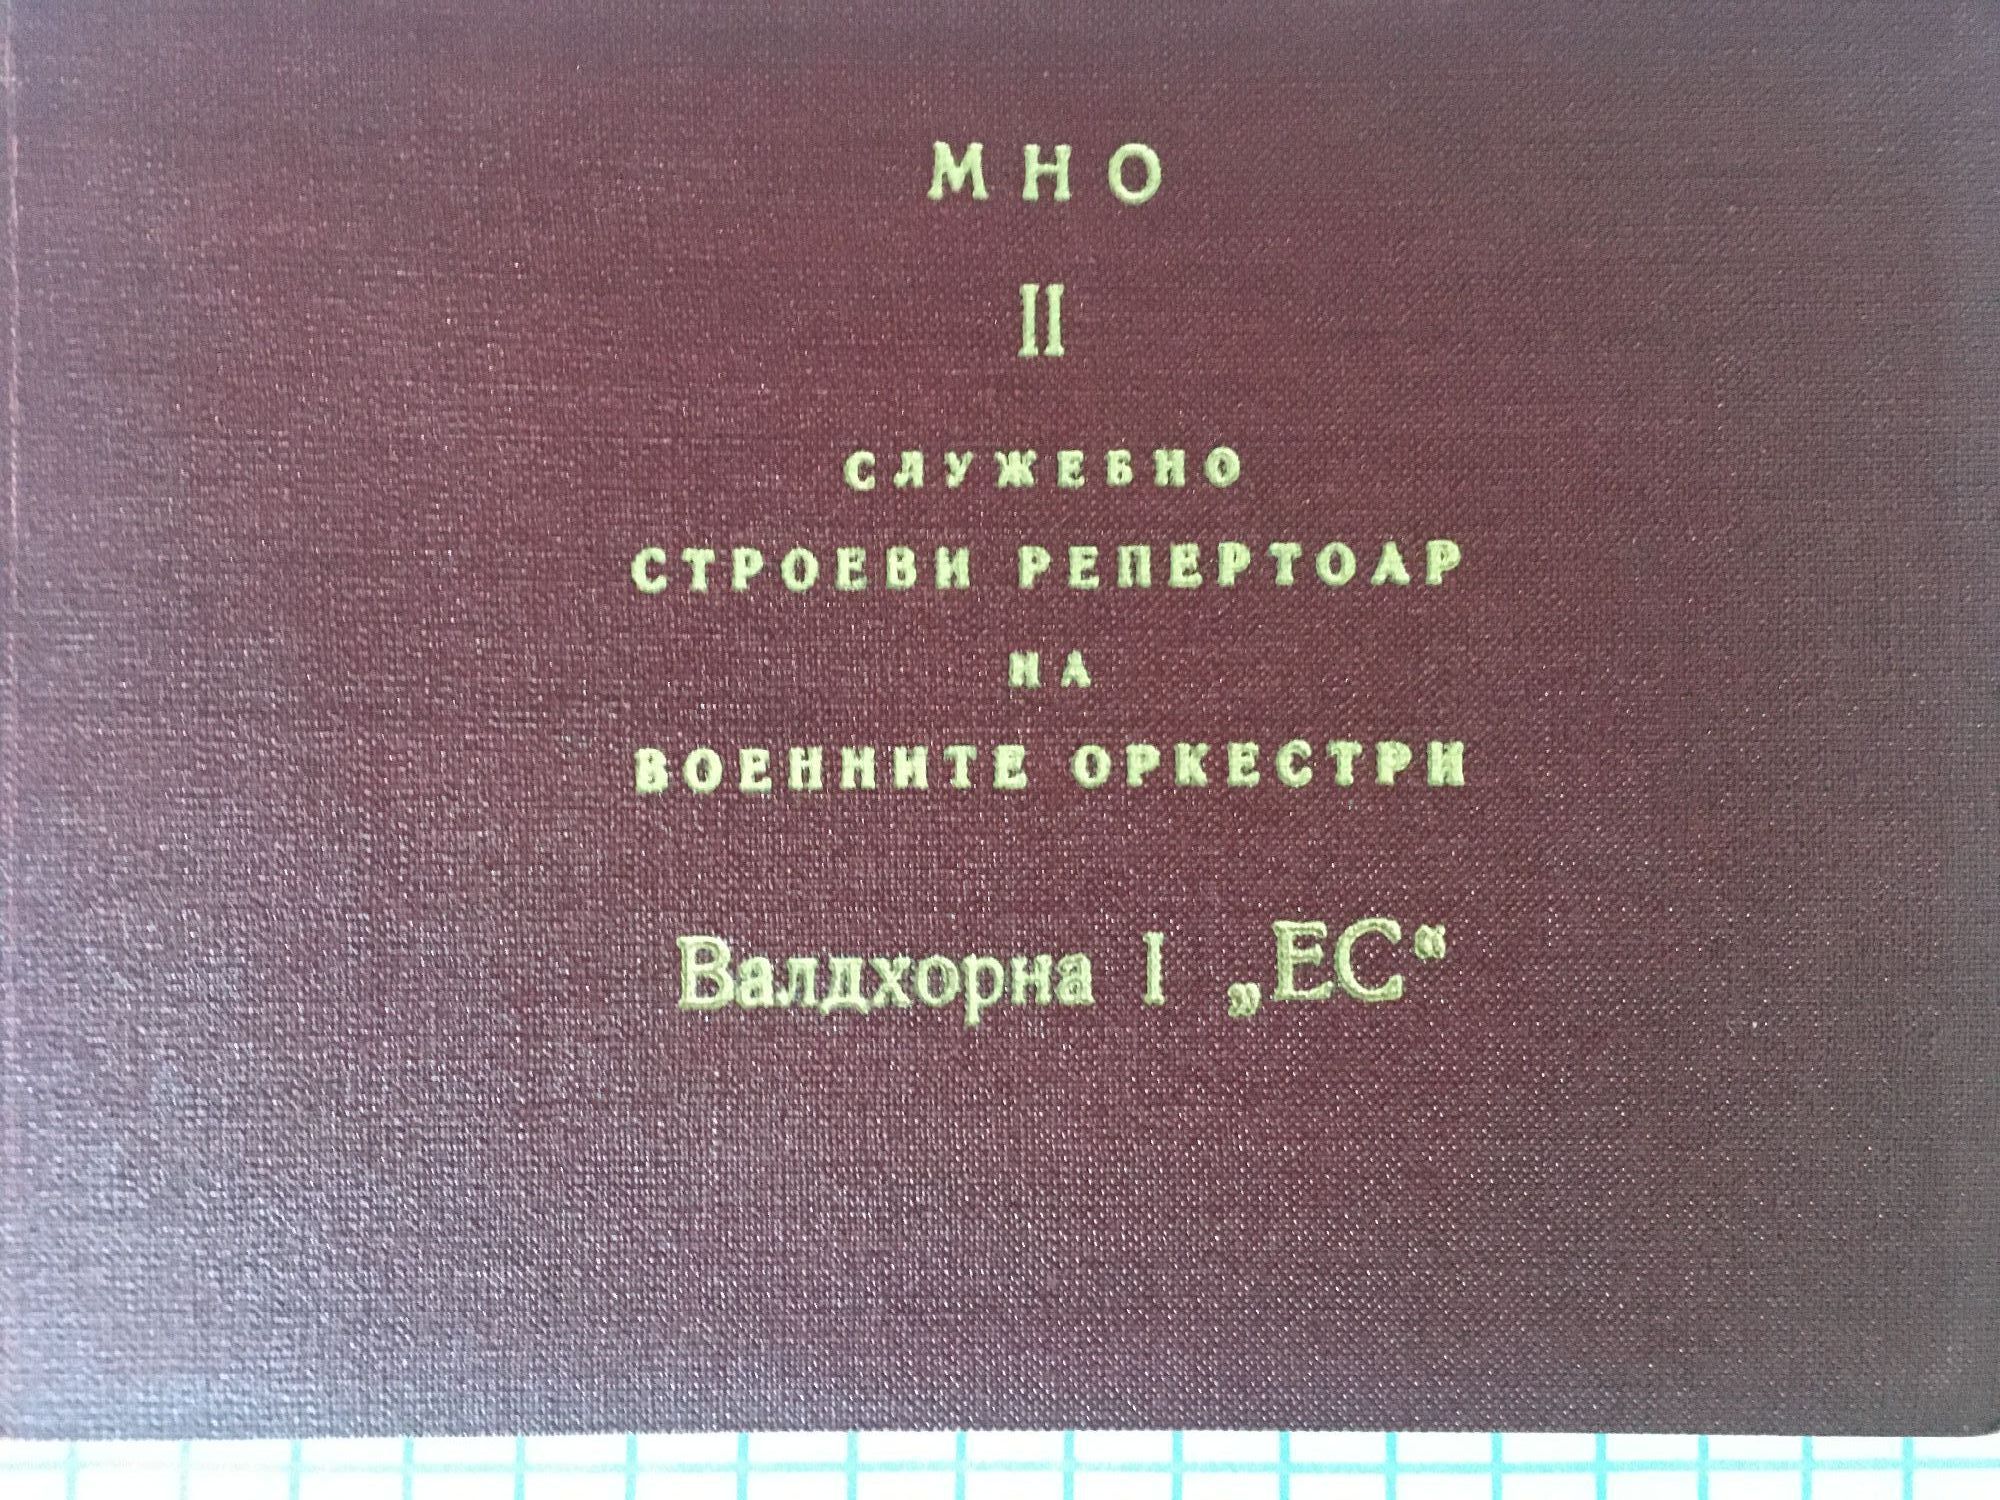 МНО
II
СЛУЖЕБНО
СТРОЕВИ РЕПЕРТОАР
НА
ВОЕННИТЕ ОРКЕСТРИ
Валдхорна I „ЕС“